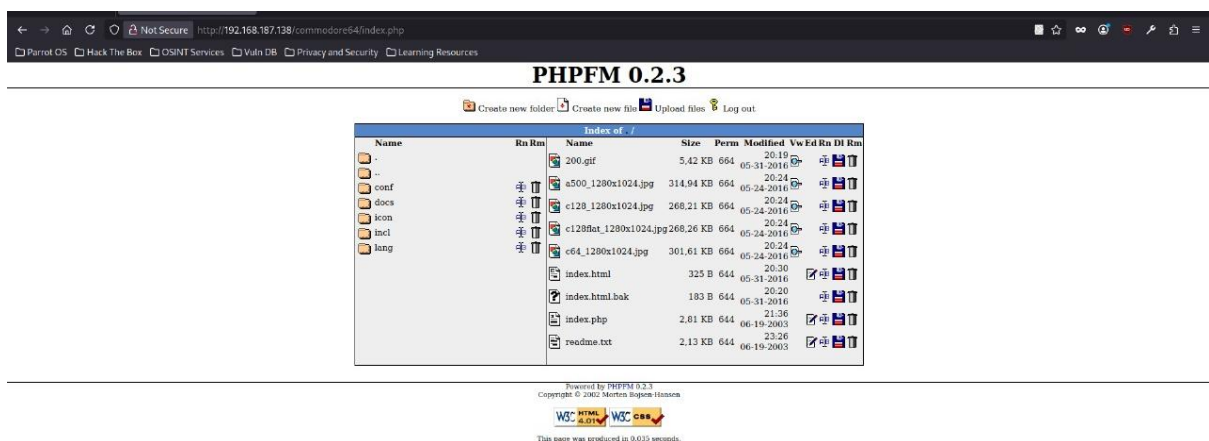 Not Secure http://192.168.187.138/commodore64/index.php
Parrot OS Hack The Box OSINT Services Vuln DB Privacy and Security Learning Resources
PHPFM 0.2.3
Create new folder Create new file Upload files Log out
Index of ./
Name Rn Rm
.
..
conf
docs
icon
incl
lang
Name Size Perm Modified Vw Ed Rn Dl Rm
200.gif 5,42 KB 664 20:19 05-31-2016
a500_1280x1024.jpg 314,94 KB 664 20:24 05-24-2016
c128_1280x1024.jpg 268,21 KB 664 20:24 05-24-2016
c128flat_1280x1024.jpg 268,26 KB 664 20:24 05-24-2016
c64_1280x1024.jpg 301,61 KB 664 20:24 05-24-2016
index.html 325 B 644 20:30 05-31-2016
index.html.bak 183 B 644 20:20 05-31-2016
index.php 2,81 KB 644 21:36 06-19-2003
readme.txt 2,13 KB 644 23:26 06-19-2003
Powered by PHPFM 0.2.3
Copyright © 2002 Morten Bojsen-Hansen
W3C HTML 4.01 W3C CSS
This page was produced in 0.035 seconds.